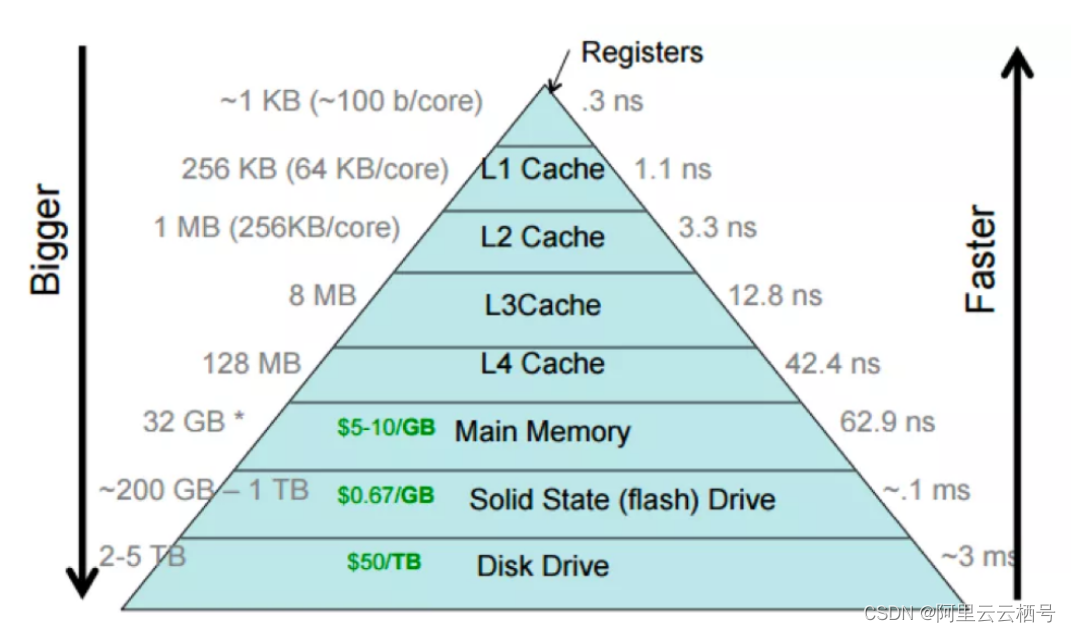 Registers
~1 KB (~100 b/core) .3 ns
256 KB (64 KB/core) L1 Cache 1.1 ns
1 MB (256KB/core) L2 Cache 3.3 ns
Bigger
Faster
8 MB L3Cache 12.8 ns
128 MB L4 Cache 42.4 ns
32 GB * $5-10/GB Main Memory 62.9 ns
~200 GB – 1 TB $0.67/GB Solid State (flash) Drive ~.1 ms
2-5 TB $50/TB Disk Drive ~3 ms
CSDN @阿里云云栖号